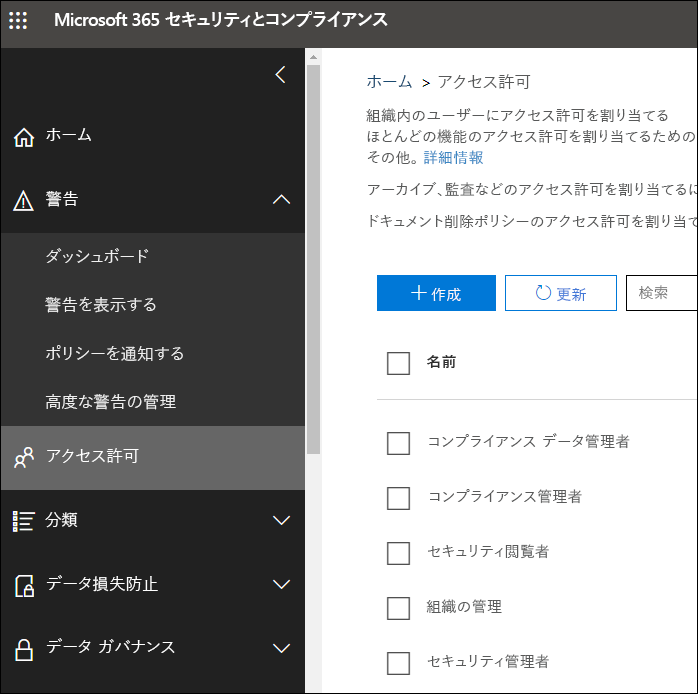 Microsoft 365 セキュリティとコンプライアンス
ホーム
警告
ダッシュボード
警告を表示する
ポリシーを通知する
高度な警告の管理
アクセス許可
分類
データ損失防止
データ ガバナンス
ホーム > アクセス許可
組織内のユーザーにアクセス許可を割り当てる
ほとんどの機能のアクセス許可を割り当てるための
その他。詳細情報
アーカイブ、監査などのアクセス許可を割り当てるに
ドキュメント削除ポリシーのアクセス許可を割り当て
作成 更新 検索
名前
コンプライアンス データ管理者
コンプライアンス管理者
セキュリティ閲覧者
組織の管理
セキュリティ管理者